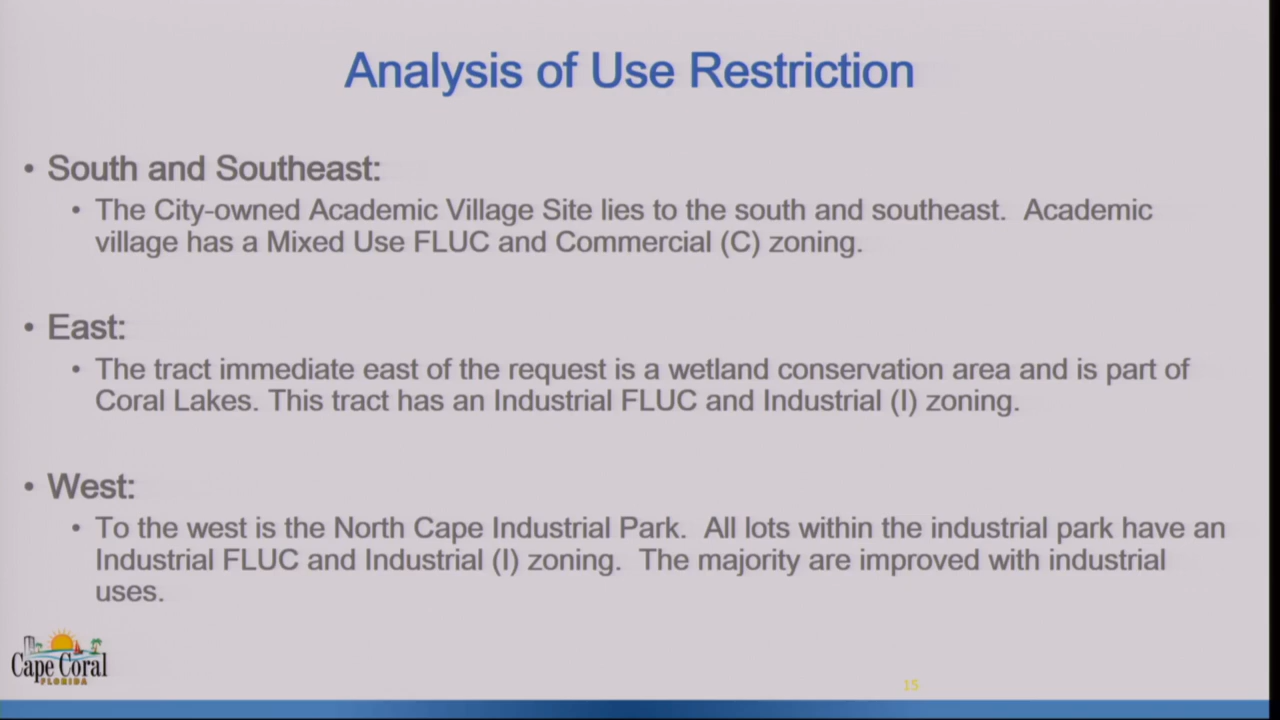 Analysis of Use Restriction
• South and Southeast:
• The City-owned Academic Village Site lies to the south and southeast.  Academic
village has a Mixed Use FLUC and Commercial (C) zoning.
• East:
• The tract immediate east of the request is a wetland conservation area and is part of
Coral Lakes. This tract has an Industrial FLUC and Industrial (I) zoning.
• West:
• To the west is the North Cape Industrial Park.  All lots within the industrial park have an
Industrial FLUC and Industrial (I) zoning.  The majority are improved with industrial
uses.
Cape Coral
FLORIDA
15